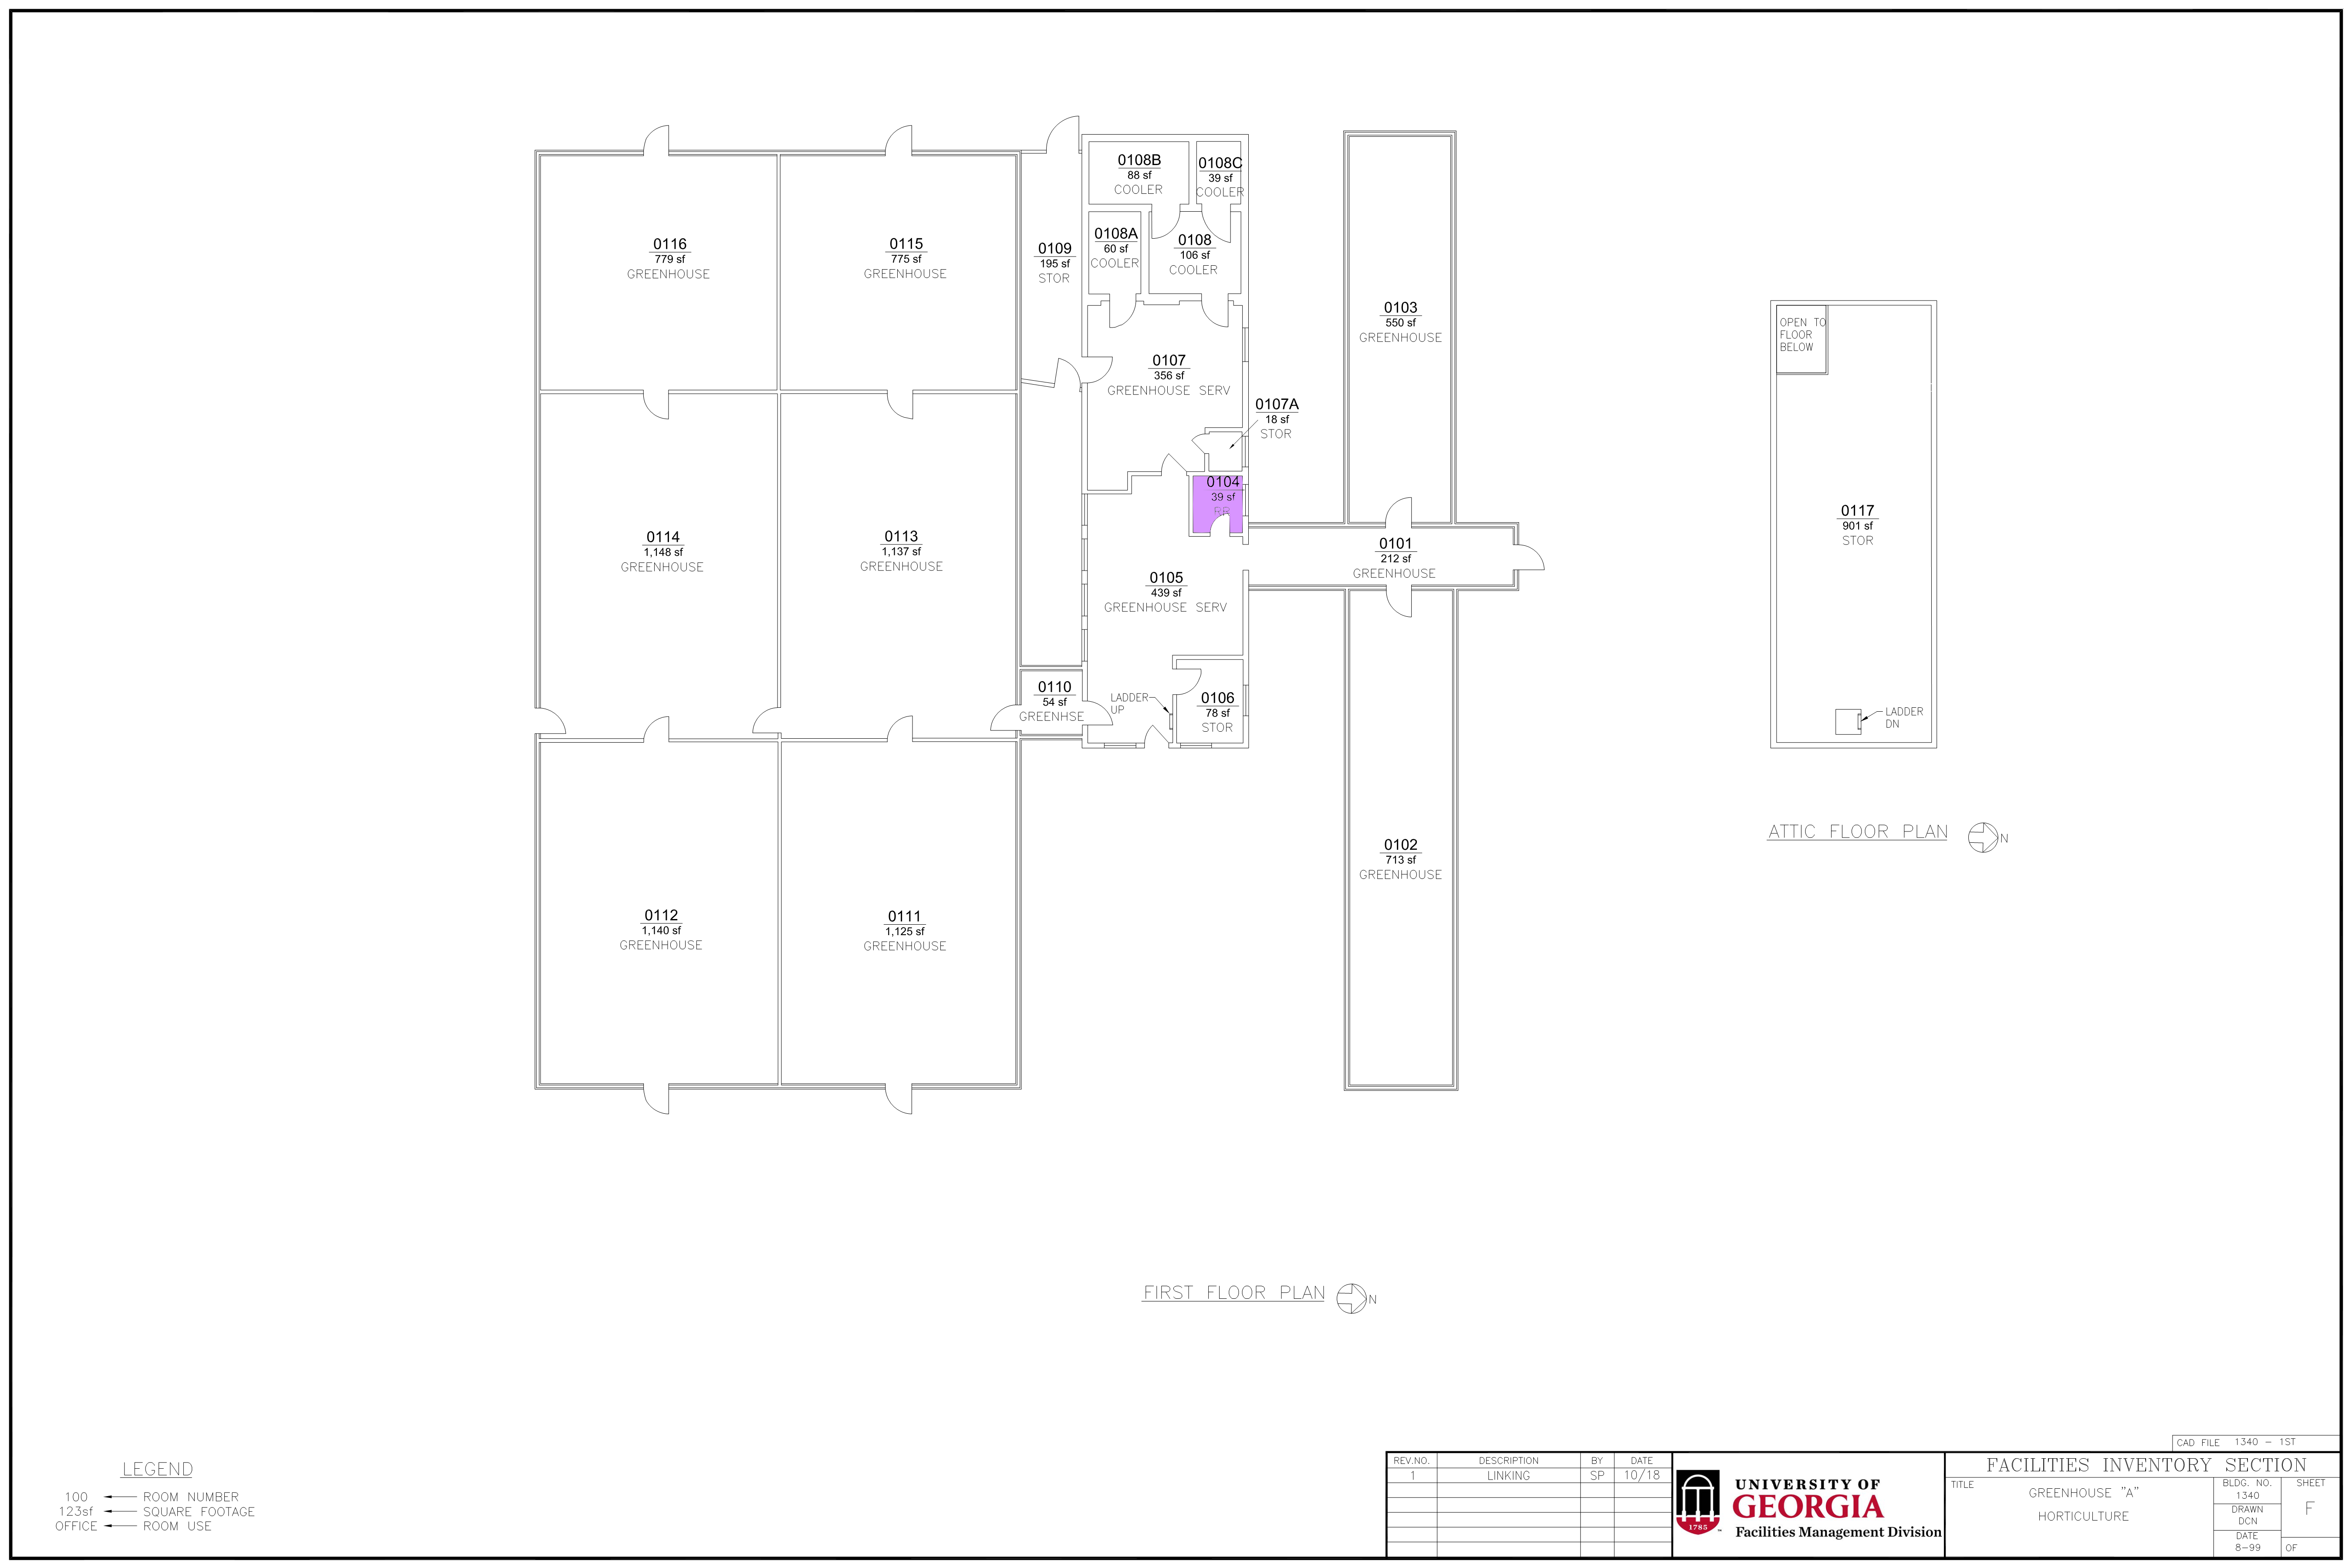 0108B
88 sf
COOLER
0108C
39 sf
COOLER
0116
779 sf
GREENHOUSE
0115
775 sf
GREENHOUSE
0109
195 sf
STOR
0108A
60 sf
COOLER
0108
106 sf
COOLER
0103
550 sf
GREENHOUSE
OPEN TO
FLOOR
BELOW
0107
356 sf
GREENHOUSE SERV
0107A
18 sf
STOR
0104
39 sf
RR
0117
901 sf
STOR
0114
1,148 sf
GREENHOUSE
0113
1,137 sf
GREENHOUSE
0101
212 sf
GREENHOUSE
0105
439 sf
GREENHOUSE SERV
0110
54 sf
GREENHSE
LADDER
UP
0106
78 sf
STOR
LADDER
DN
ATTIC FLOOR PLAN
N
0102
713 sf
GREENHOUSE
0112
1,140 sf
GREENHOUSE
0111
1,125 sf
GREENHOUSE
FIRST FLOOR PLAN
N
LEGEND
100 ROOM NUMBER
123sf SQUARE FOOTAGE
OFFICE ROOM USE
REV.NO. DESCRIPTION BY DATE
1 LINKING SP 10/18
1785
UNIVERSITY OF
GEORGIA
Facilities Management Division
CAD FILE 1340 - 1ST
FACILITIES INVENTORY SECTION
TITLE
GREENHOUSE "A"
HORTICULTURE
BLDG. NO.
1340
DRAWN
DCN
DATE
8-99
SHEET
F
OF